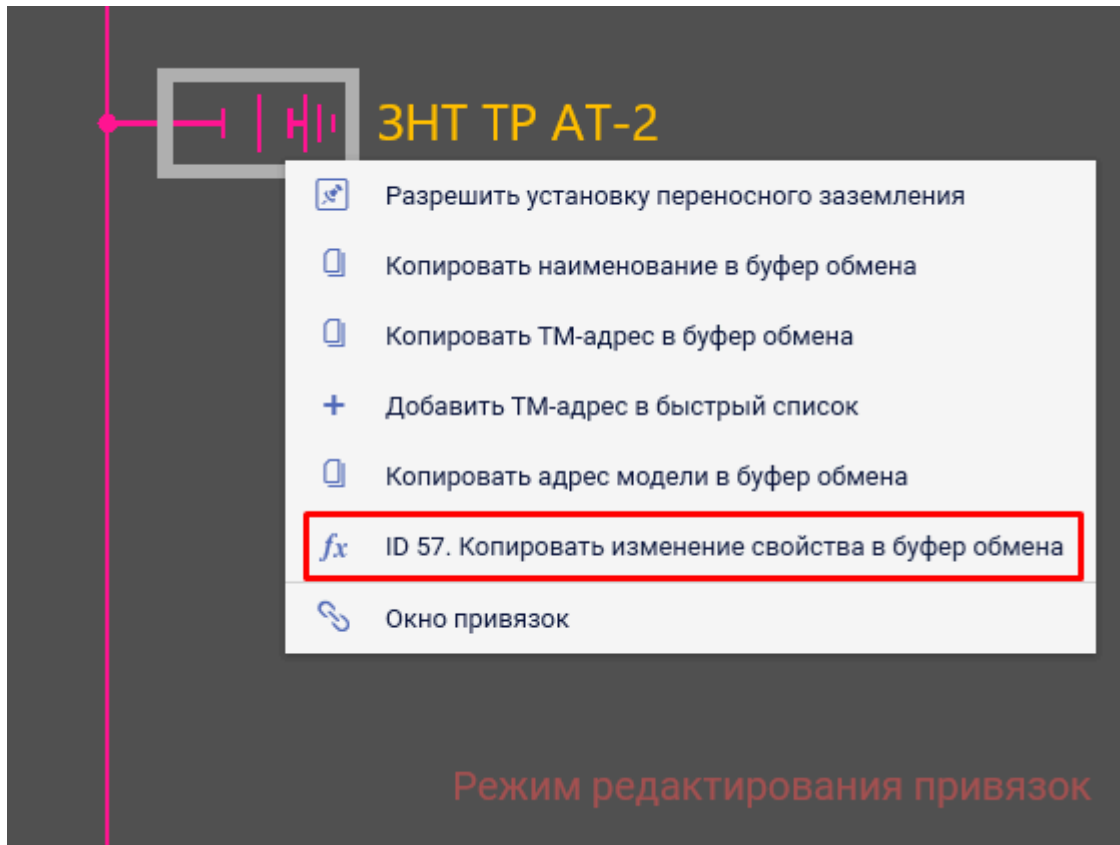 ЗНТ ТР АТ-2
Разрешить установку переносного заземления
Копировать наименование в буфер обмена
Копировать ТМ-адрес в буфер обмена
Добавить ТМ-адрес в быстрый список
Копировать адрес модели в буфер обмена
fx ID 57. Копировать изменение свойства в буфер обмена
Окно привязок
Режим редактирования привязок